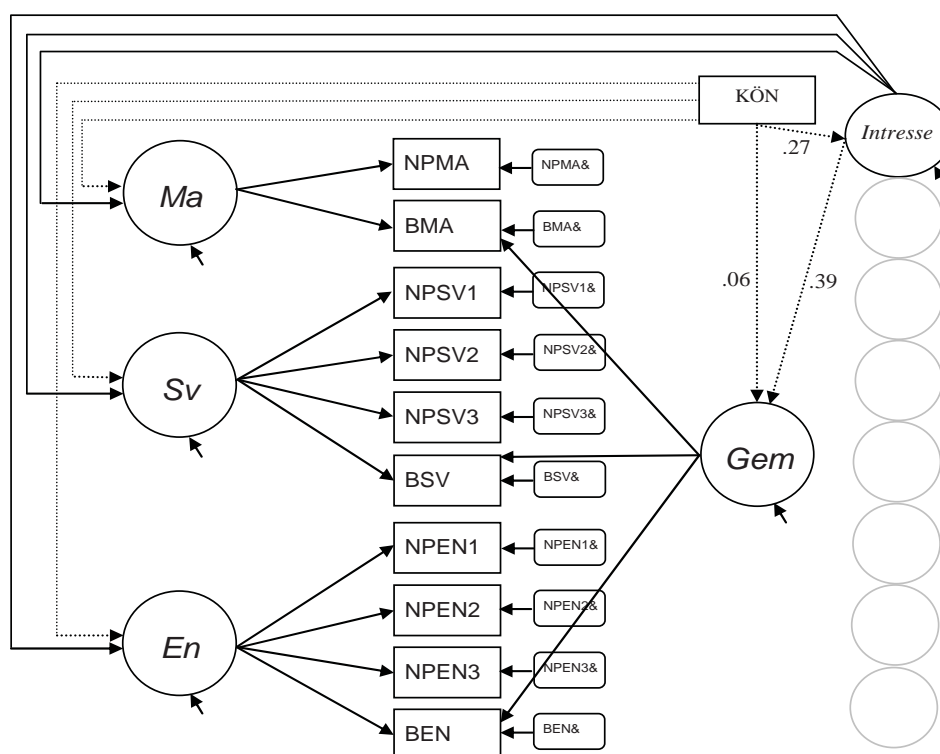 KÖN
Intresse
.27
NPMA
NPMA&
Ma
BMA
BMA&
NPSV1
NPSV1&
.06
.39
NPSV2
NPSV2&
Sv
NPSV3
NPSV3&
Gem
BSV
BSV&
NPEN1
NPEN1&
NPEN2
NPEN2&
En
NPEN3
NPEN3&
BEN
BEN&